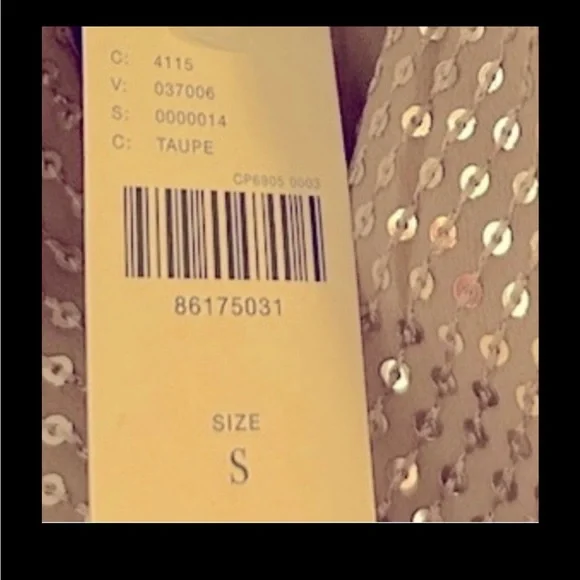 C: 4115
V: 037006
S: 0000014
C: TAUPE
CP6905 0003
86175031
SIZE
S